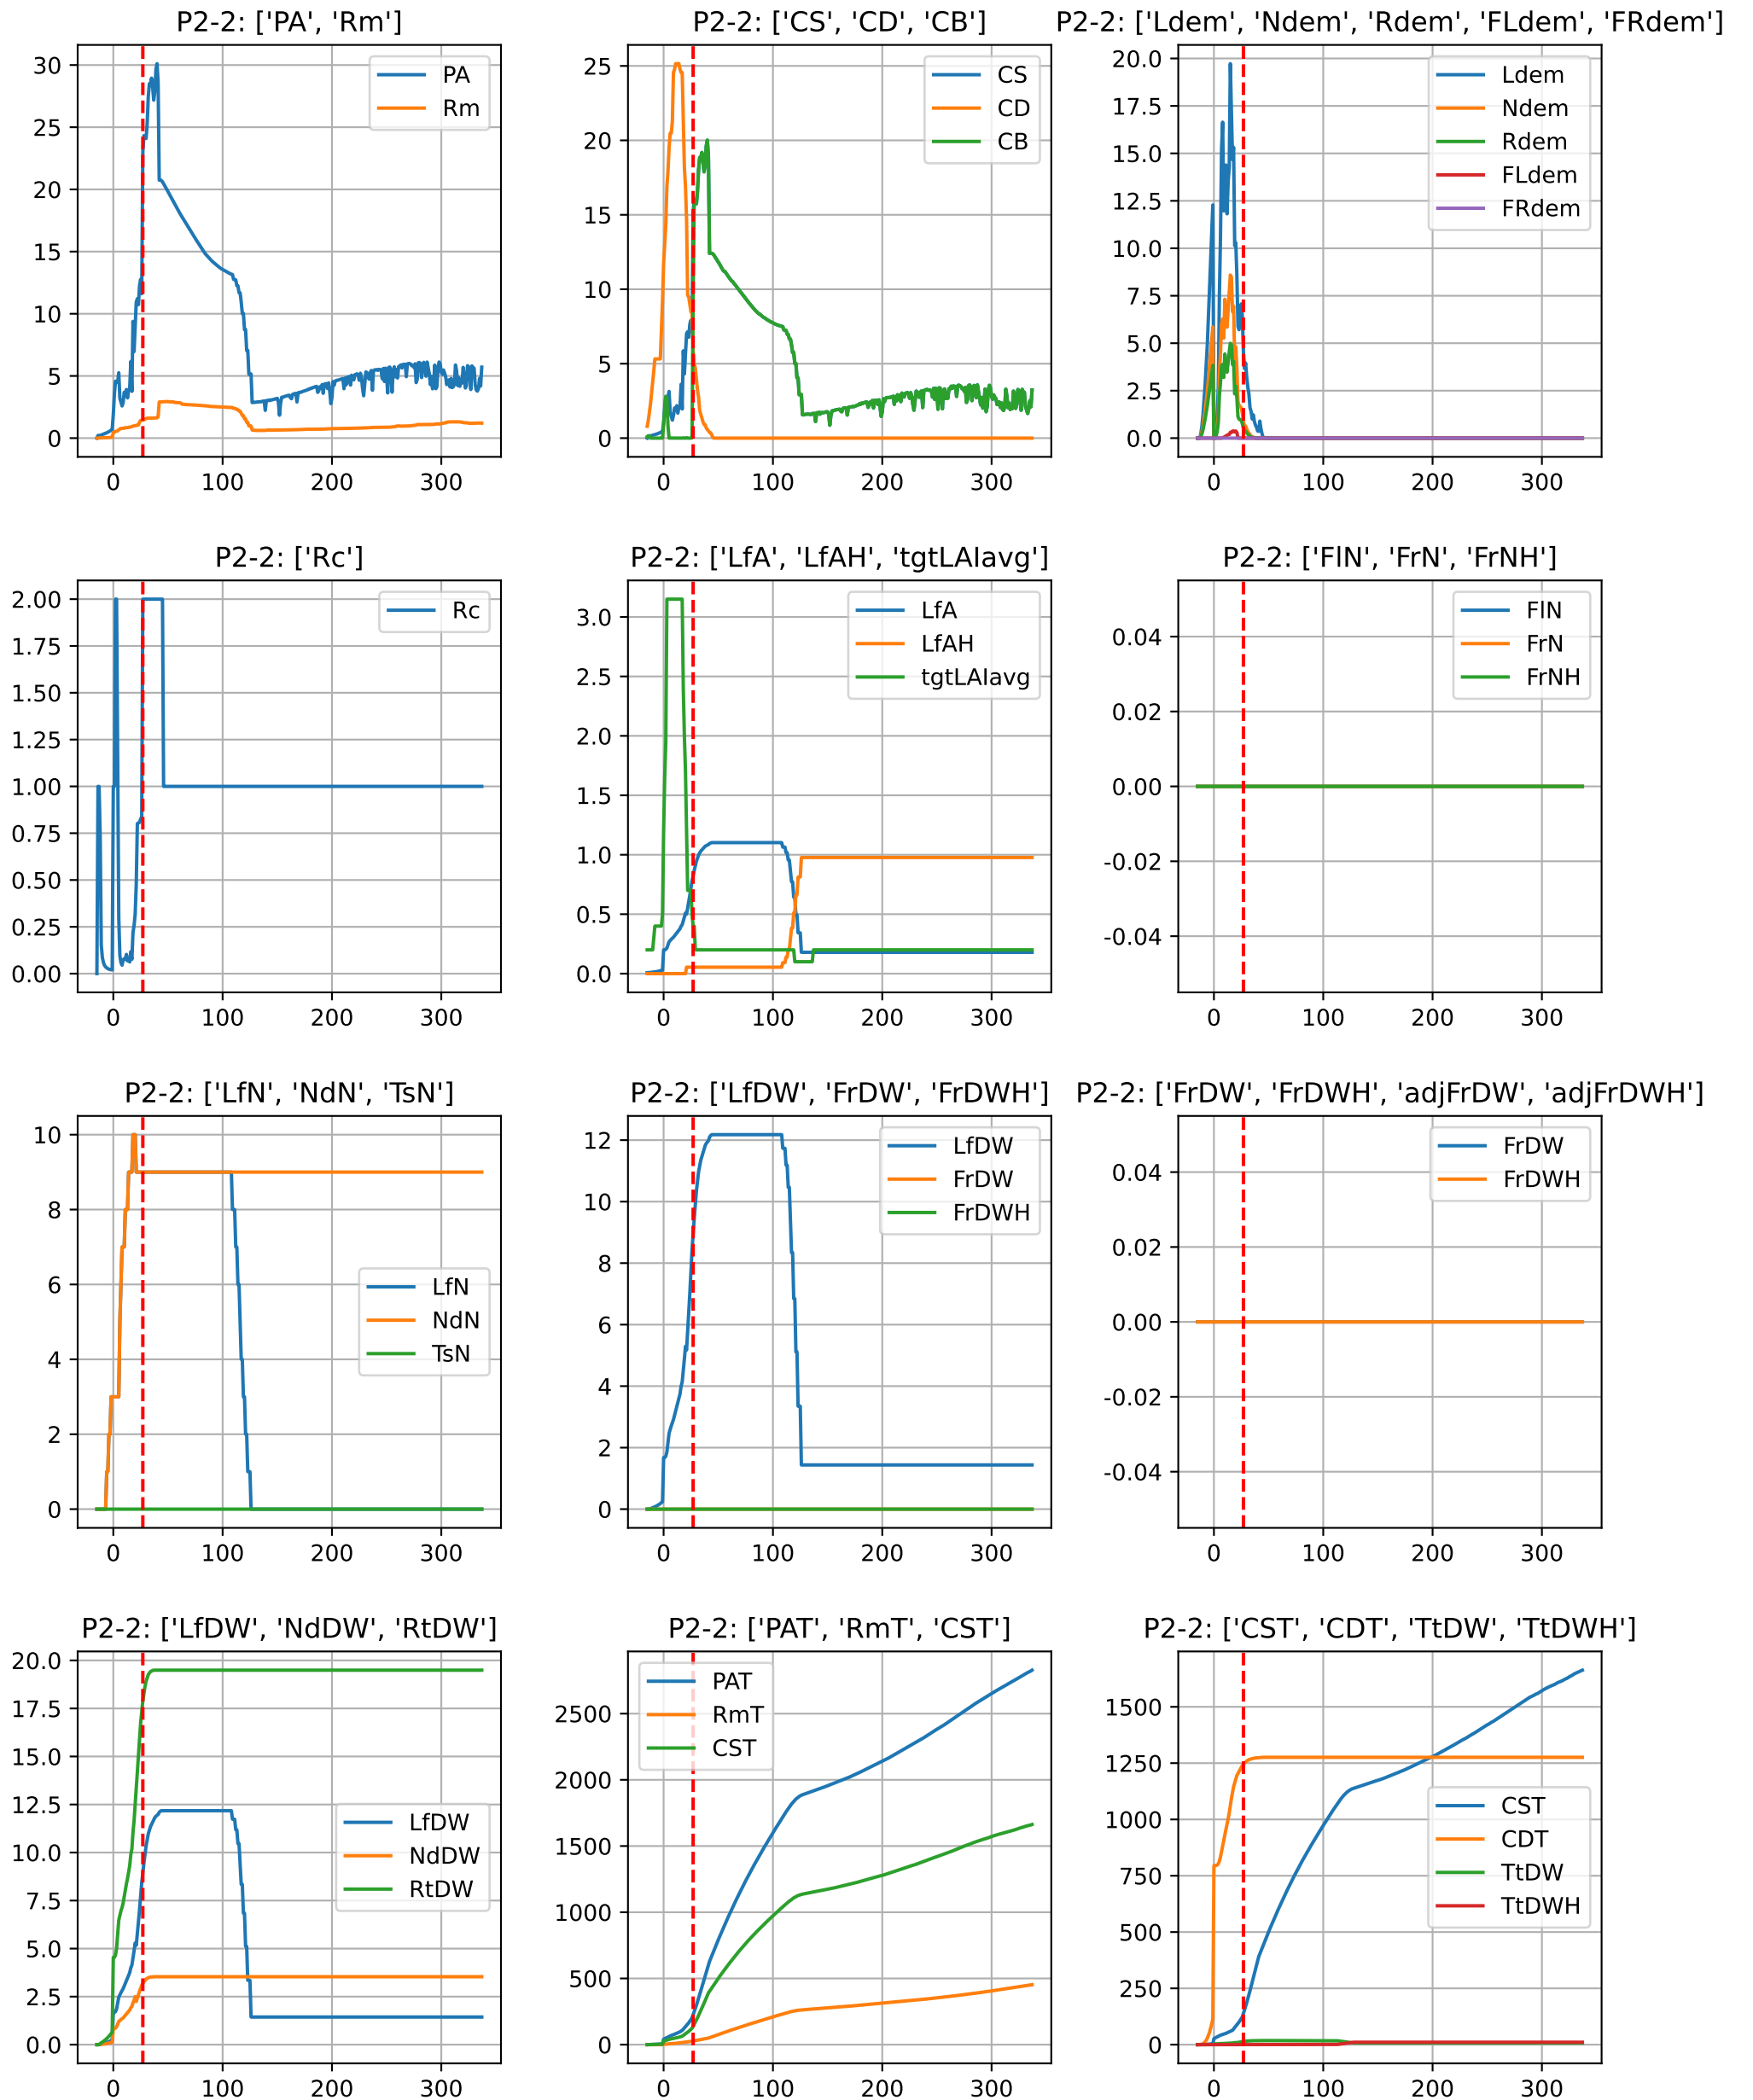 P2-2: ['PA', 'Rm']
30
25
20
15
10
5
0
0 100 200 300
PA
Rm
P2-2: ['CS', 'CD', 'CB']
25
20
15
10
5
0
0 100 200 300
CS
CD
CB
P2-2: ['Ldem', 'Ndem', 'Rdem', 'FLdem', 'FRdem']
20.0
17.5
15.0
12.5
10.0
7.5
5.0
2.5
0.0
0 100 200 300
Ldem
Ndem
Rdem
FLdem
FRdem
P2-2: ['Rc']
2.00
1.75
1.50
1.25
1.00
0.75
0.50
0.25
0.00
0 100 200 300
Rc
P2-2: ['LfA', 'LfAH', 'tgtLAIavg']
3.0
2.5
2.0
1.5
1.0
0.5
0.0
0 100 200 300
LfA
LfAH
tgtLAIavg
P2-2: ['FlN', 'FrN', 'FrNH']
0.04
0.02
0.00
-0.02
-0.04
0 100 200 300
FlN
FrN
FrNH
P2-2: ['LfN', 'NdN', 'TsN']
10
8
6
4
2
0
0 100 200 300
LfN
NdN
TsN
P2-2: ['LfDW', 'FrDW', 'FrDWH']
12
10
8
6
4
2
0
0 100 200 300
LfDW
FrDW
FrDWH
P2-2: ['FrDW', 'FrDWH', 'adjFrDW', 'adjFrDWH']
0.04
0.02
0.00
-0.02
-0.04
0 100 200 300
FrDW
FrDWH
P2-2: ['LfDW', 'NdDW', 'RtDW']
20.0
17.5
15.0
12.5
10.0
7.5
5.0
2.5
0.0
0 100 200 300
LfDW
NdDW
RtDW
P2-2: ['PAT', 'RmT', 'CST']
2500
2000
1500
1000
500
0
0 100 200 300
PAT
RmT
CST
P2-2: ['CST', 'CDT', 'TtDW', 'TtDWH']
1500
1250
1000
750
500
250
0
0 100 200 300
CST
CDT
TtDW
TtDWH